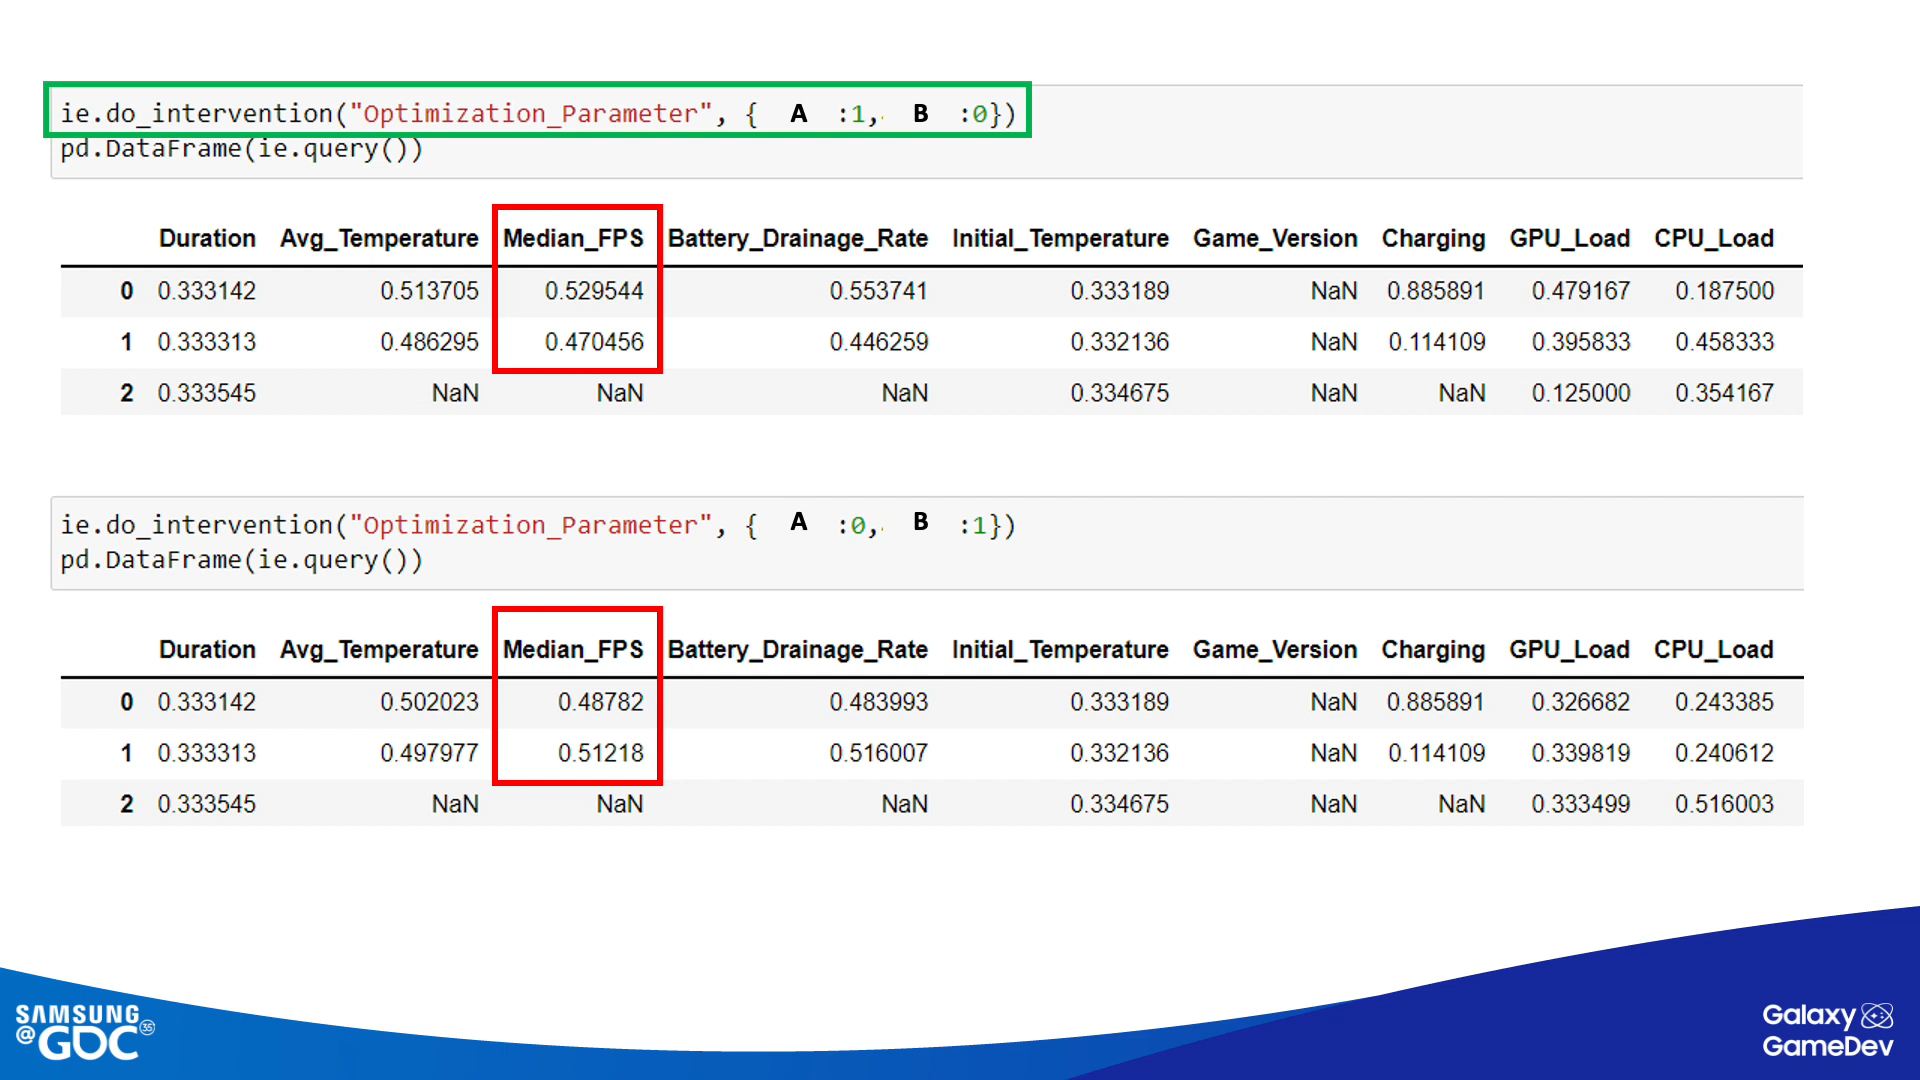 ie.do_intervention("Optimization_Parameter", { A :1, B :0})
pd.DataFrame(ie.query())
Duration Avg_Temperature Median_FPS Battery_Drainage_Rate Initial_Temperature Game_Version Charging GPU_Load CPU_Load
0 0.333142 0.513705 0.529544 0.553741 0.333189 NaN 0.885891 0.479167 0.187500
1 0.333313 0.486295 0.470456 0.446259 0.332136 NaN 0.114109 0.395833 0.458333
2 0.333545 NaN NaN NaN 0.334675 NaN NaN 0.125000 0.354167
ie.do_intervention("Optimization_Parameter", { A :0, B :1})
pd.DataFrame(ie.query())
Duration Avg_Temperature Median_FPS Battery_Drainage_Rate Initial_Temperature Game_Version Charging GPU_Load CPU_Load
0 0.333142 0.502023 0.48782 0.483993 0.333189 NaN 0.885891 0.326682 0.243385
1 0.333313 0.497977 0.51218 0.516007 0.332136 NaN 0.114109 0.339819 0.240612
2 0.333545 NaN NaN NaN 0.334675 NaN NaN 0.333499 0.516003
SAMSUNG
@GDC 35
Galaxy
GameDev